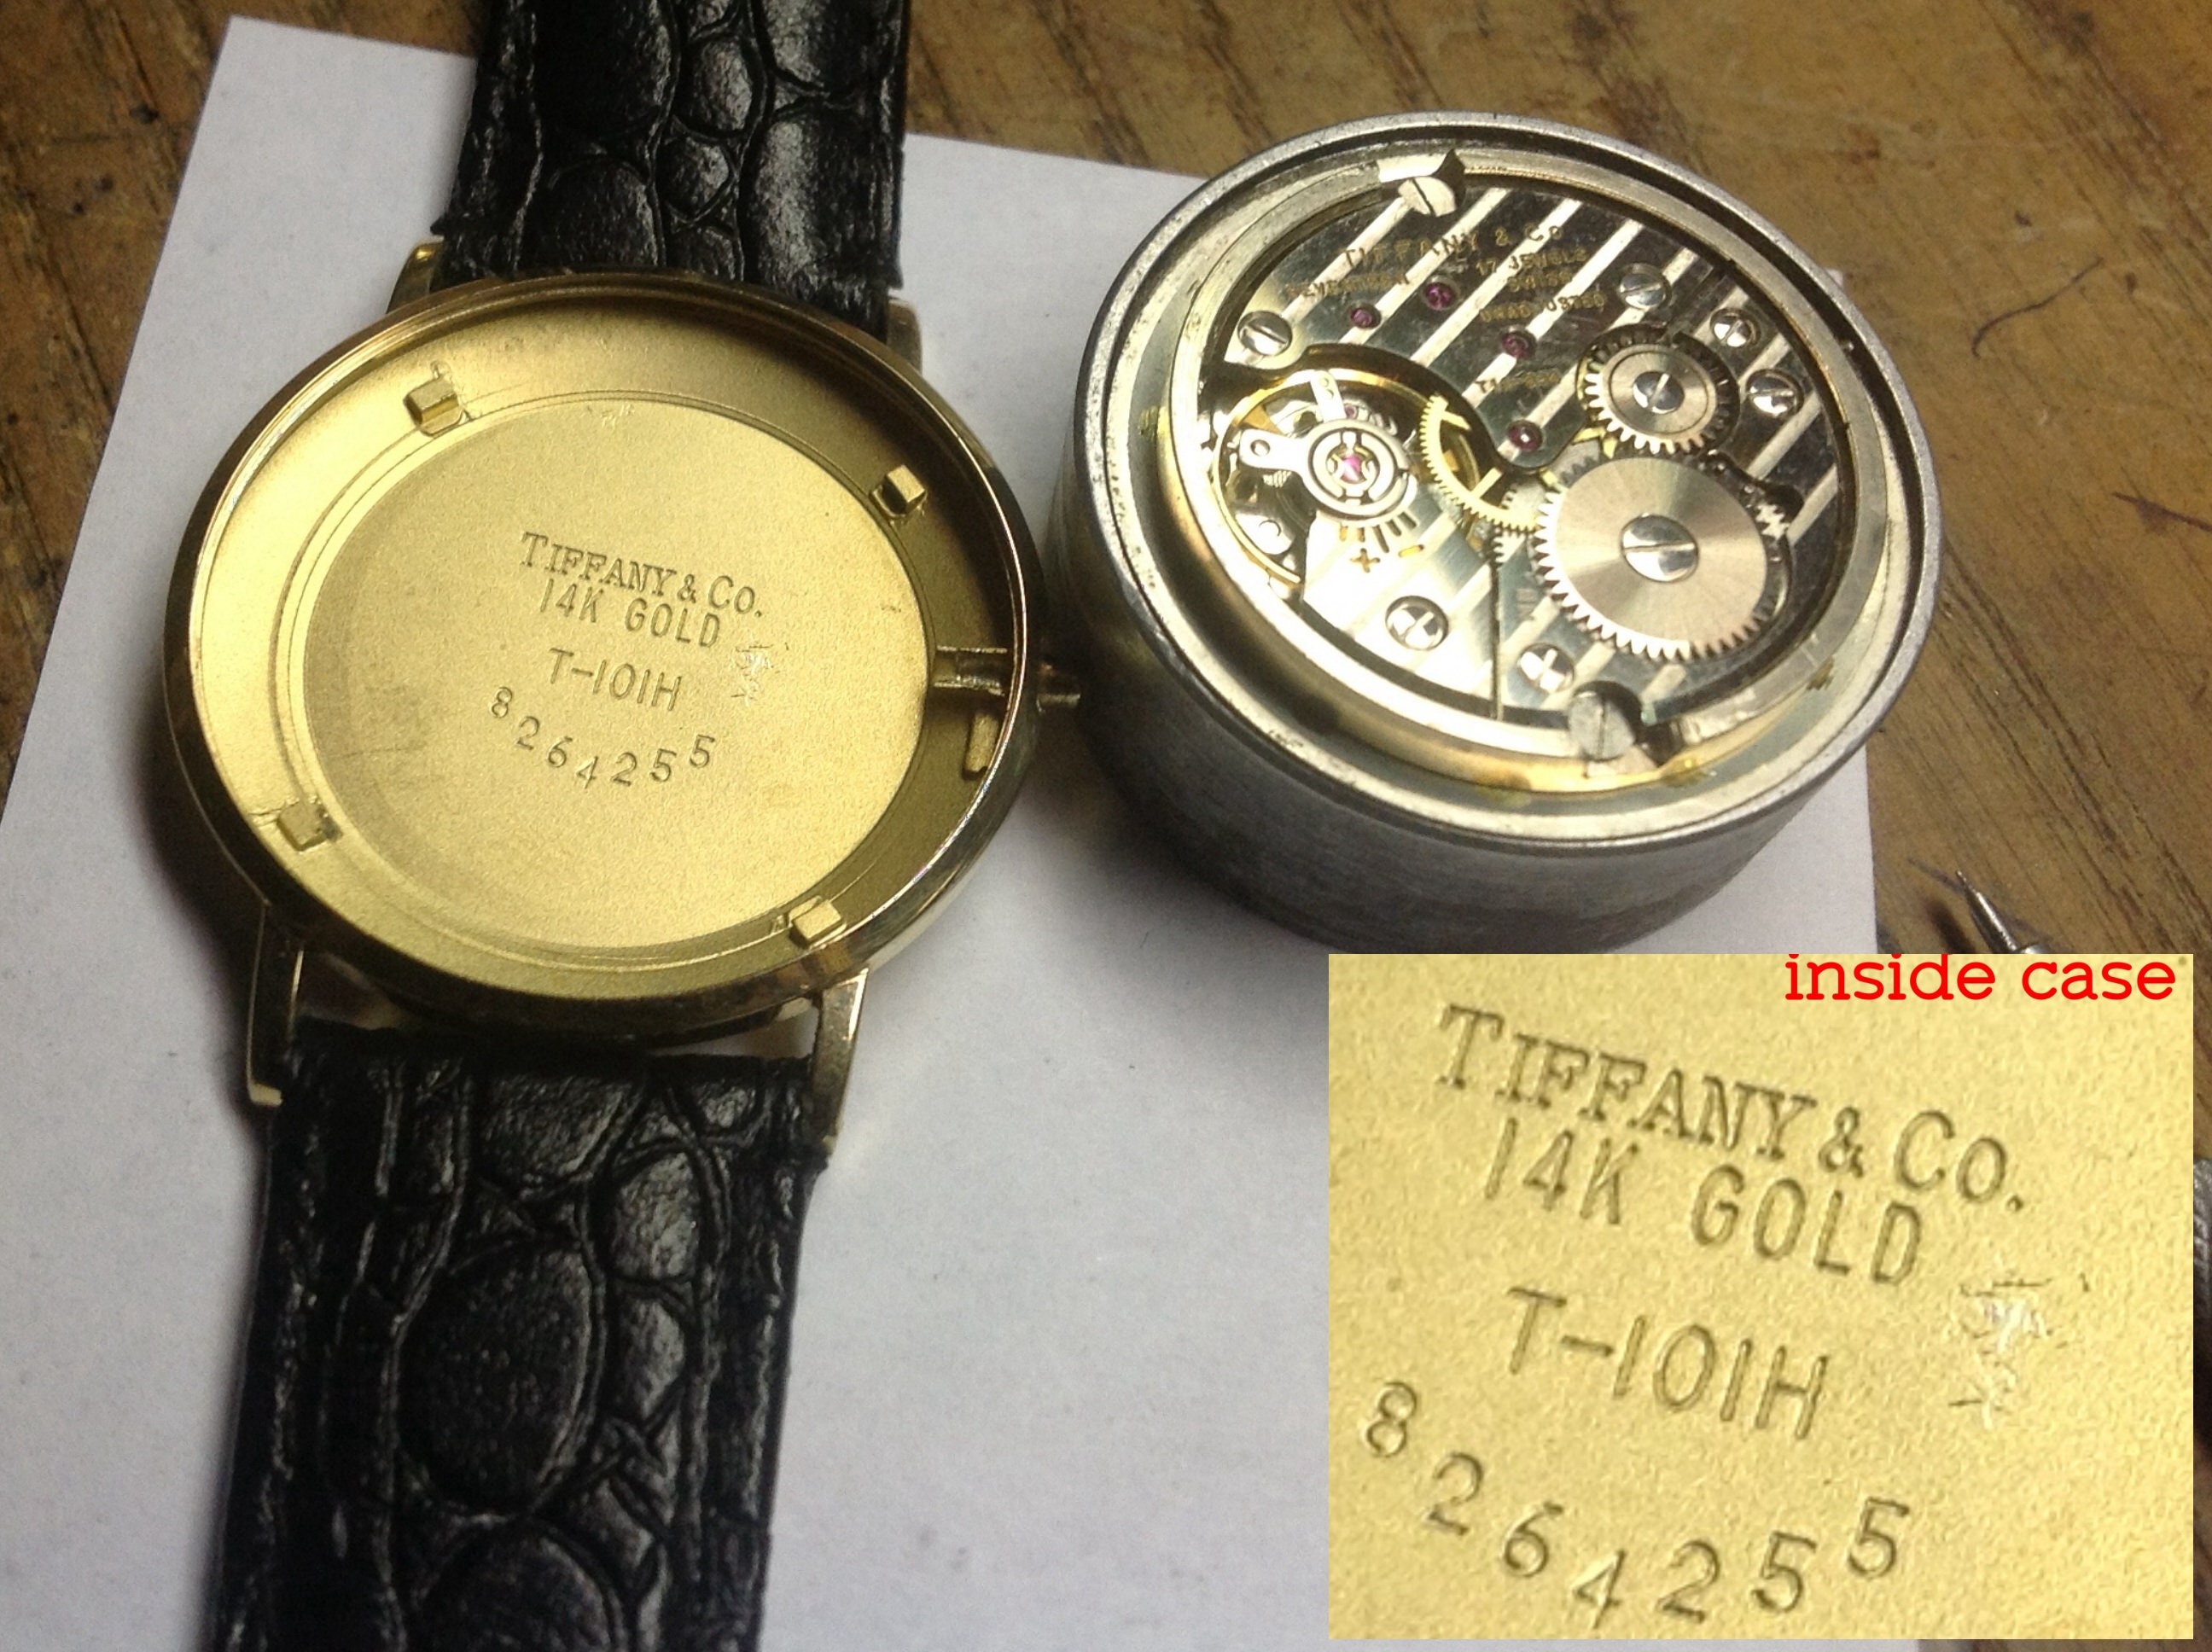 TIFFANY & CO.
14K GOLD
T-101H
8264255
TIFFANY & CO
17 JEWELS
SWISS
UNADJUSTED
inside case
TIFFANY & CO.
14K GOLD
T-101H
8264255